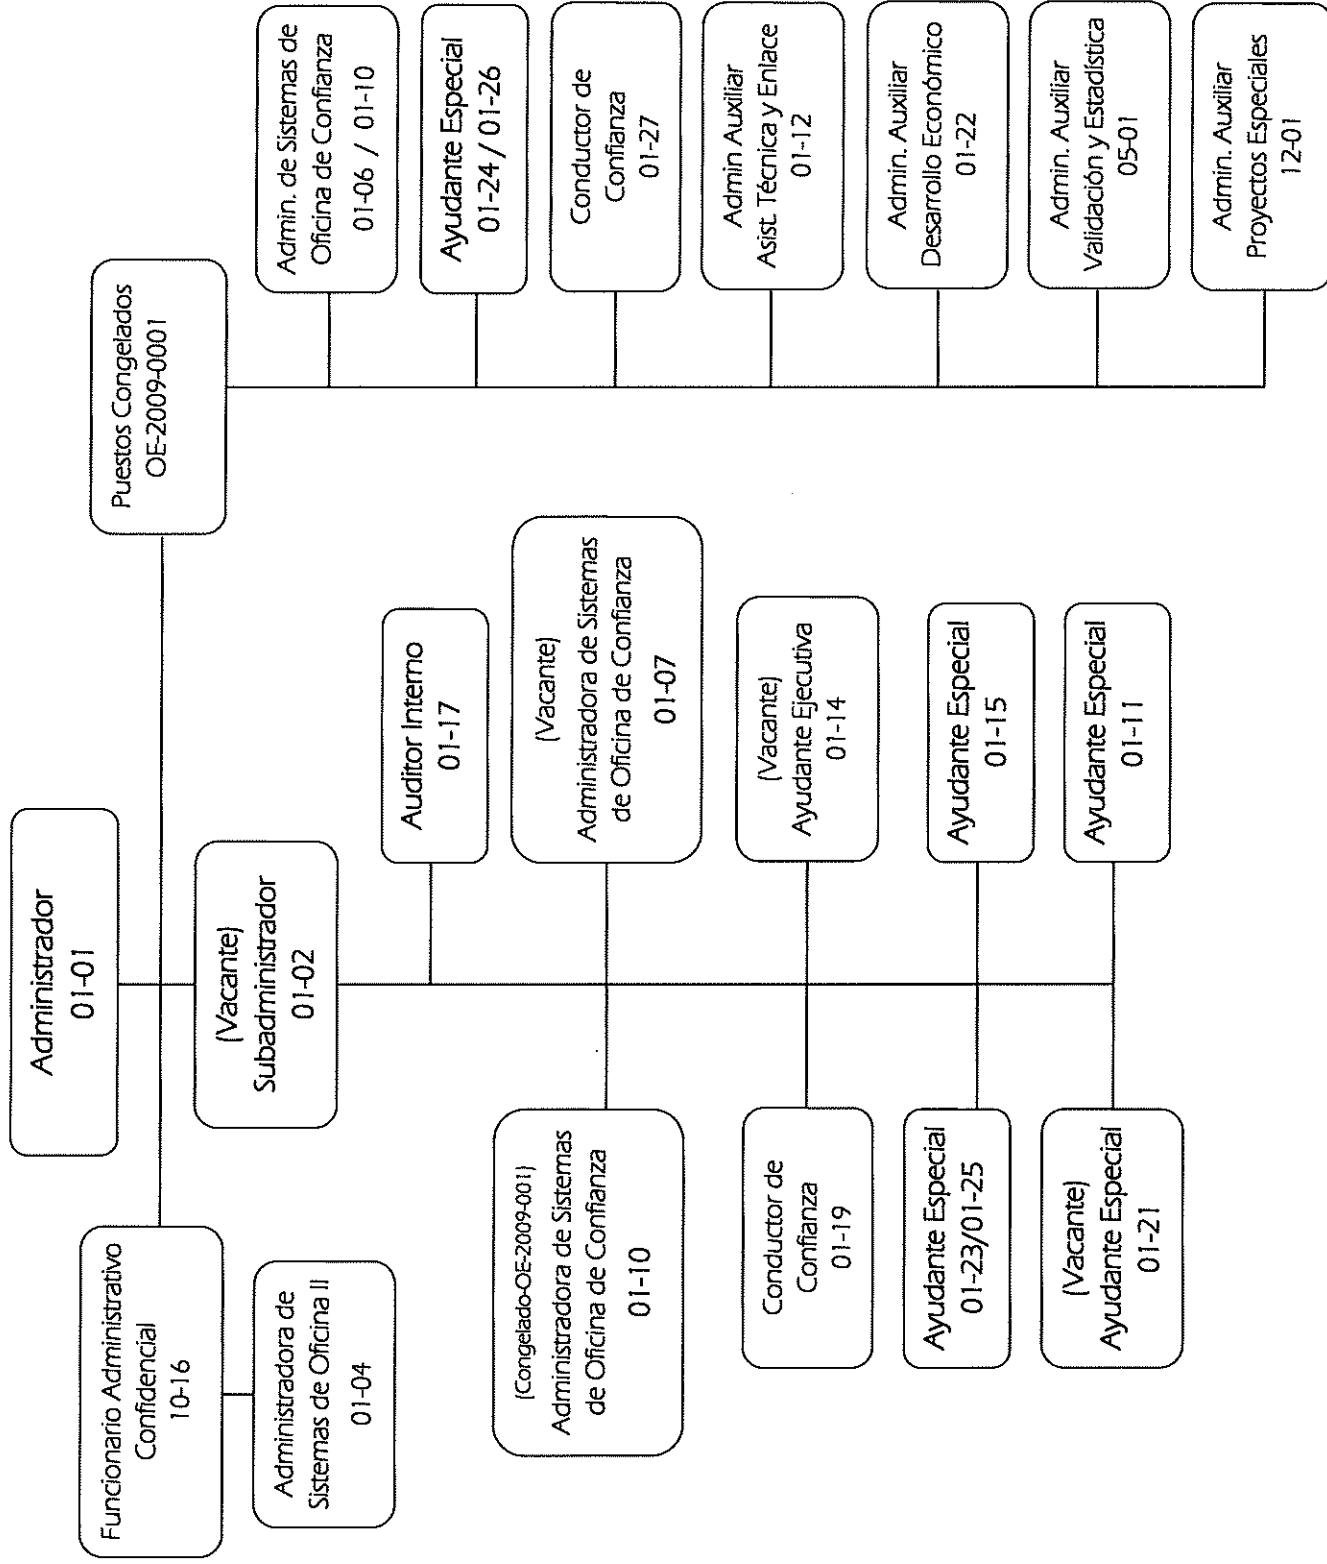 Administrador
01-01
Funcionario Administrativo
Confidencial
10-16
Administradora de
Sistemas de Oficina II
01-04
(Vacante)
Subadministrador
01-02
Puestos Congelados
OE-2009-0001
Auditor Interno
01-17
(Congelado-OE-2009-001)
Administradora de Sistemas
de Oficina de Confianza
01-10
(Vacante)
Administradora de Sistemas
de Oficina de Confianza
01-07
Conductor de
Confianza
01-19
(Vacante)
Ayudante Ejecutiva
01-14
Ayudante Especial
01-23/01-25
Ayudante Especial
01-15
(Vacante)
Ayudante Especial
01-21
Ayudante Especial
01-11
Admin. de Sistemas de
Oficina de Confianza
01-06 / 01-10
Ayudante Especial
01-24 / 01-26
Conductor de
Confianza
01-27
Admin Auxiliar
Asist. Técnica y Enlace
01-12
Admin. Auxiliar
Desarrollo Económico
01-22
Admin. Auxiliar
Validación y Estadística
05-01
Admin. Auxiliar
Proyectos Especiales
12-01